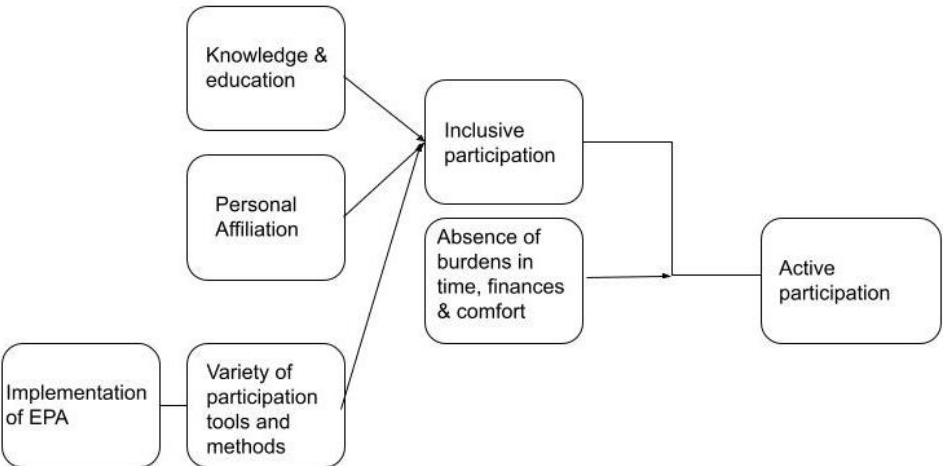 Knowledge &
education
Inclusive
participation
Personal
Affiliation
Absence of
burdens in
time, finances
& comfort
Active
participation
Implementation
of EPA
Variety of
participation
tools and
methods